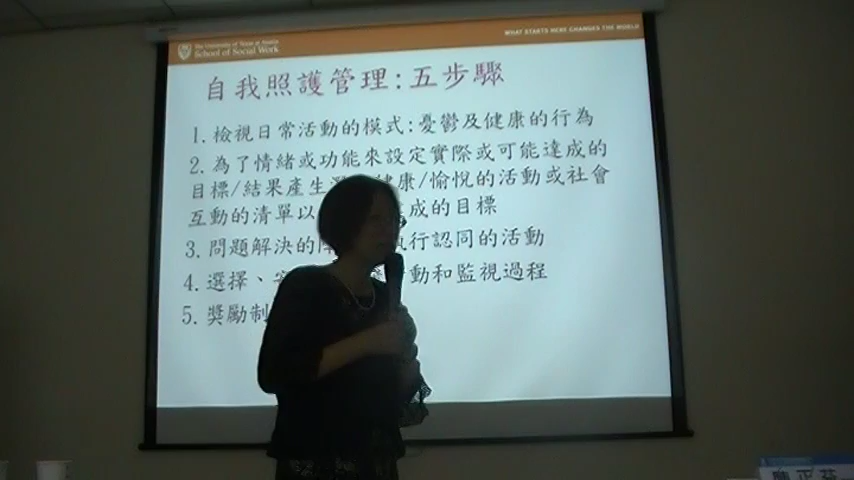 The University of Texas at Austin
School of Social Work
WHAT STARTS HERE CHANGES THE WORLD
自我照護管理:五步驟
1. 檢視日常活動的模式:憂鬱及健康的行為
2. 為了情緒或功能來設定實際或可能達成的
目標/結果產生 健康/愉悅的活動或社會
互動的清單以 成的目標
3. 問題解決的 執行認同的活動
4. 選擇、 動和監視過程
5. 獎勵制